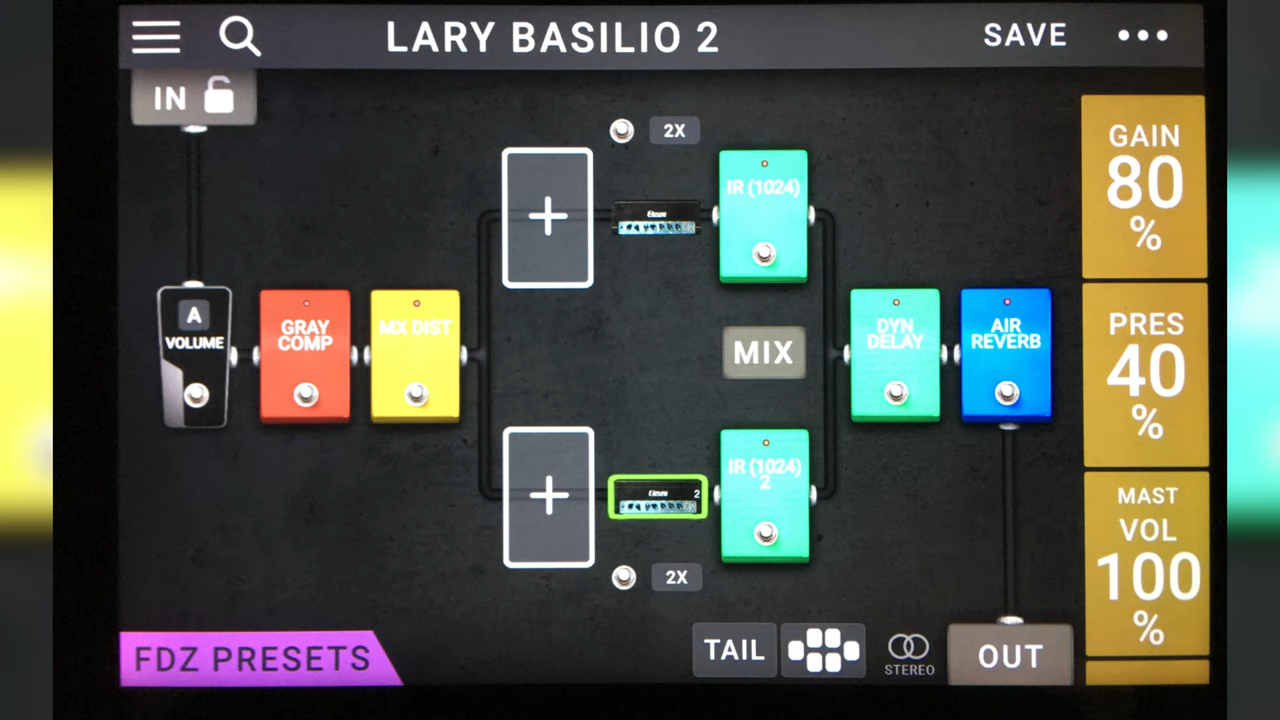 LARY BASILIO 2
SAVE
IN
2X
GAIN
80
%
IR (1024)
A
VOLUME
GRAY
COMP
MX DIST
MIX
DYN
DELAY
AIR
REVERB
PRES
40
%
IR (1024)
2
2
2X
MAST
VOL
100
%
FDZ PRESETS
TAIL
STEREO
OUT